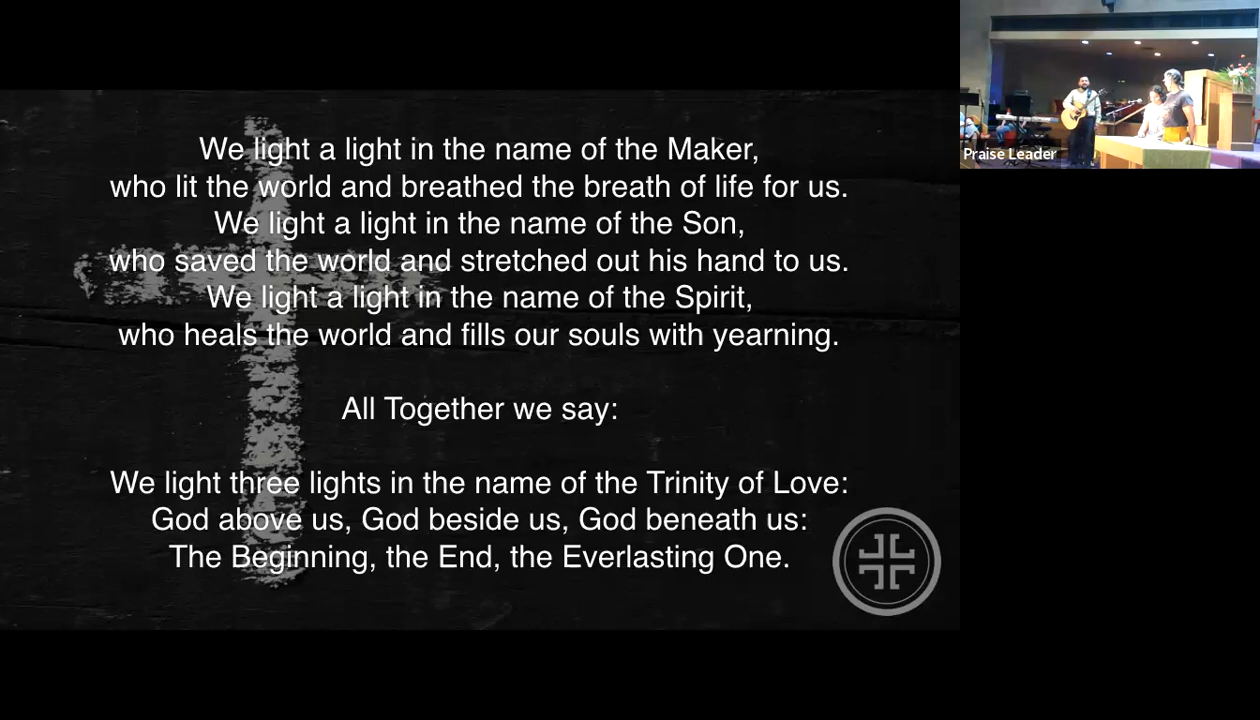 We light a light in the name of the Maker,
who lit the world and breathed the breath of life for us.
We light a light in the name of the Son,
who saved the world and stretched out his hand to us.
We light a light in the name of the Spirit,
who heals the world and fills our souls with yearning.
All Together we say:
We light three lights in the name of the Trinity of Love:
God above us, God beside us, God beneath us:
The Beginning, the End, the Everlasting One.
Praise Leader